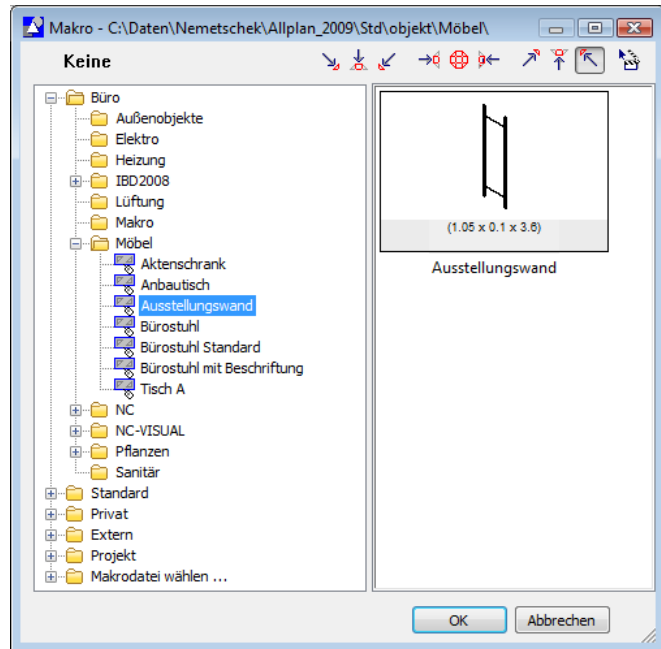 Makro - C:\Daten\Nemetschek\Allplan_2009\Std\objekt\Möbel\
Keine
Büro
Außenobjekte
Elektro
Heizung
IBD2008
Lüftung
Makro
Möbel
Aktenschrank
Anbautisch
Ausstellungswand
Bürostuhl
Bürostuhl Standard
Bürostuhl mit Beschriftung
Tisch A
NC
NC-VISUAL
Pflanzen
Sanitär
Standard
Privat
Extern
Projekt
Makrodatei wählen ...
(1.05 x 0.1 x 3.6)
Ausstellungswand
OK
Abbrechen